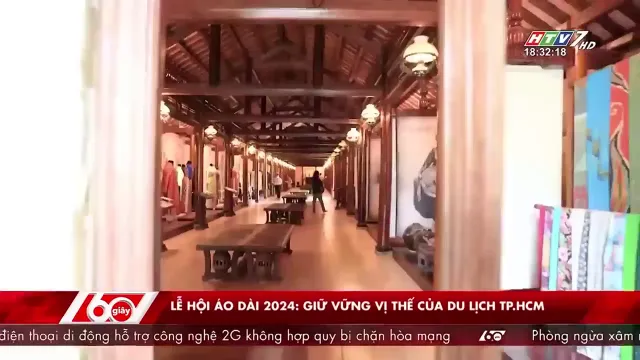 HTV7 HD
18:32:18
60 giây
LỄ HỘI ÁO DÀI 2024: GIỮ VỮNG VỊ THẾ CỦA DU LỊCH TP.HCM
điện thoại di động hỗ trợ công nghệ 2G không hợp quy bị chặn hòa mạng 60 Phòng ngừa xâm